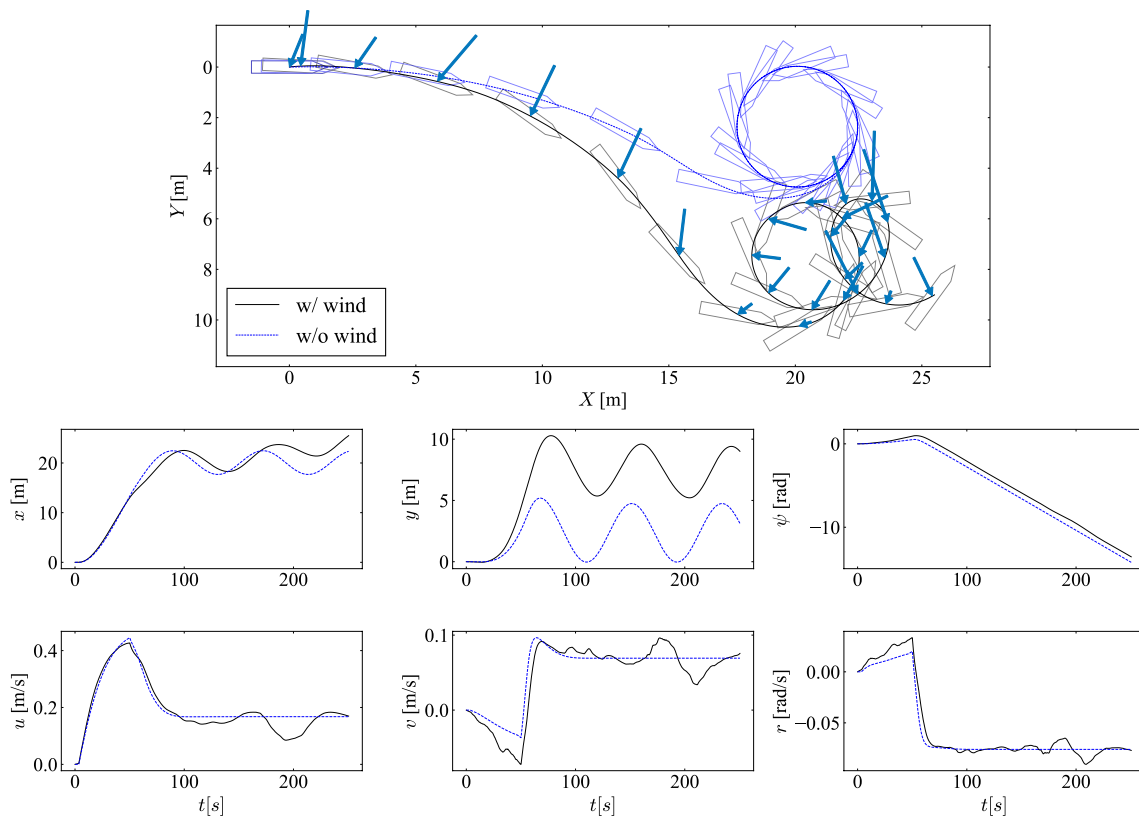 0
2
4
6
8
10
Y [m]
w/ wind
w/o wind
0 5 10 15 20 25
X [m]
20
0
x [m]
0 100 200
10
5
0
y [m]
0 100 200
0
−10
ψ [rad]
0 100 200
0.4
0.2
0.0
u [m/s]
0 100 200
t[s]
0.1
0.0
v [m/s]
0 100 200
t[s]
0.00
−0.05
r [rad/s]
0 100 200
t[s]